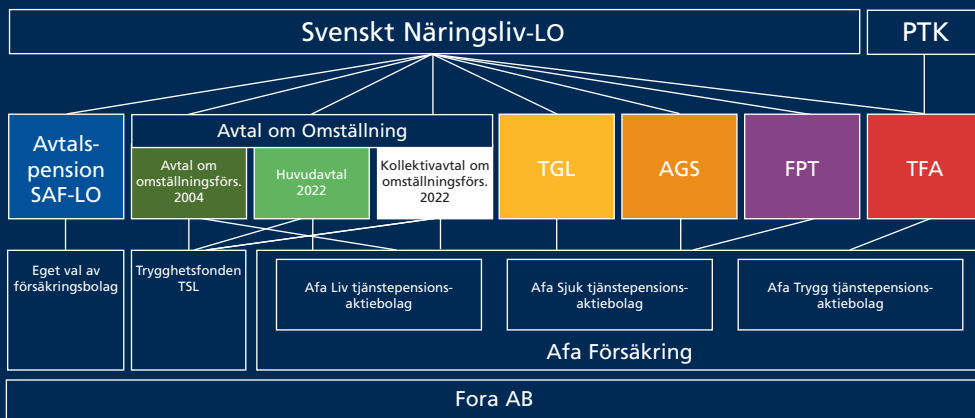 Svenskt Näringsliv-LO
PTK
Avtals-
pension
SAF-LO
Avtal om Omställning
Avtal om
omställningsförs.
2004
Huvudavtal
2022
Kollektivavtal om
omställningsförs.
2022
TGL
AGS
FPT
TFA
Eget val av
försäkringsbolag
Trygghetsfonden
TSL
Afa Liv tjänstepensions-
aktiebolag
Afa Sjuk tjänstepensions-
aktiebolag
Afa Trygg tjänstepensions-
aktiebolag
Afa Försäkring
Fora AB